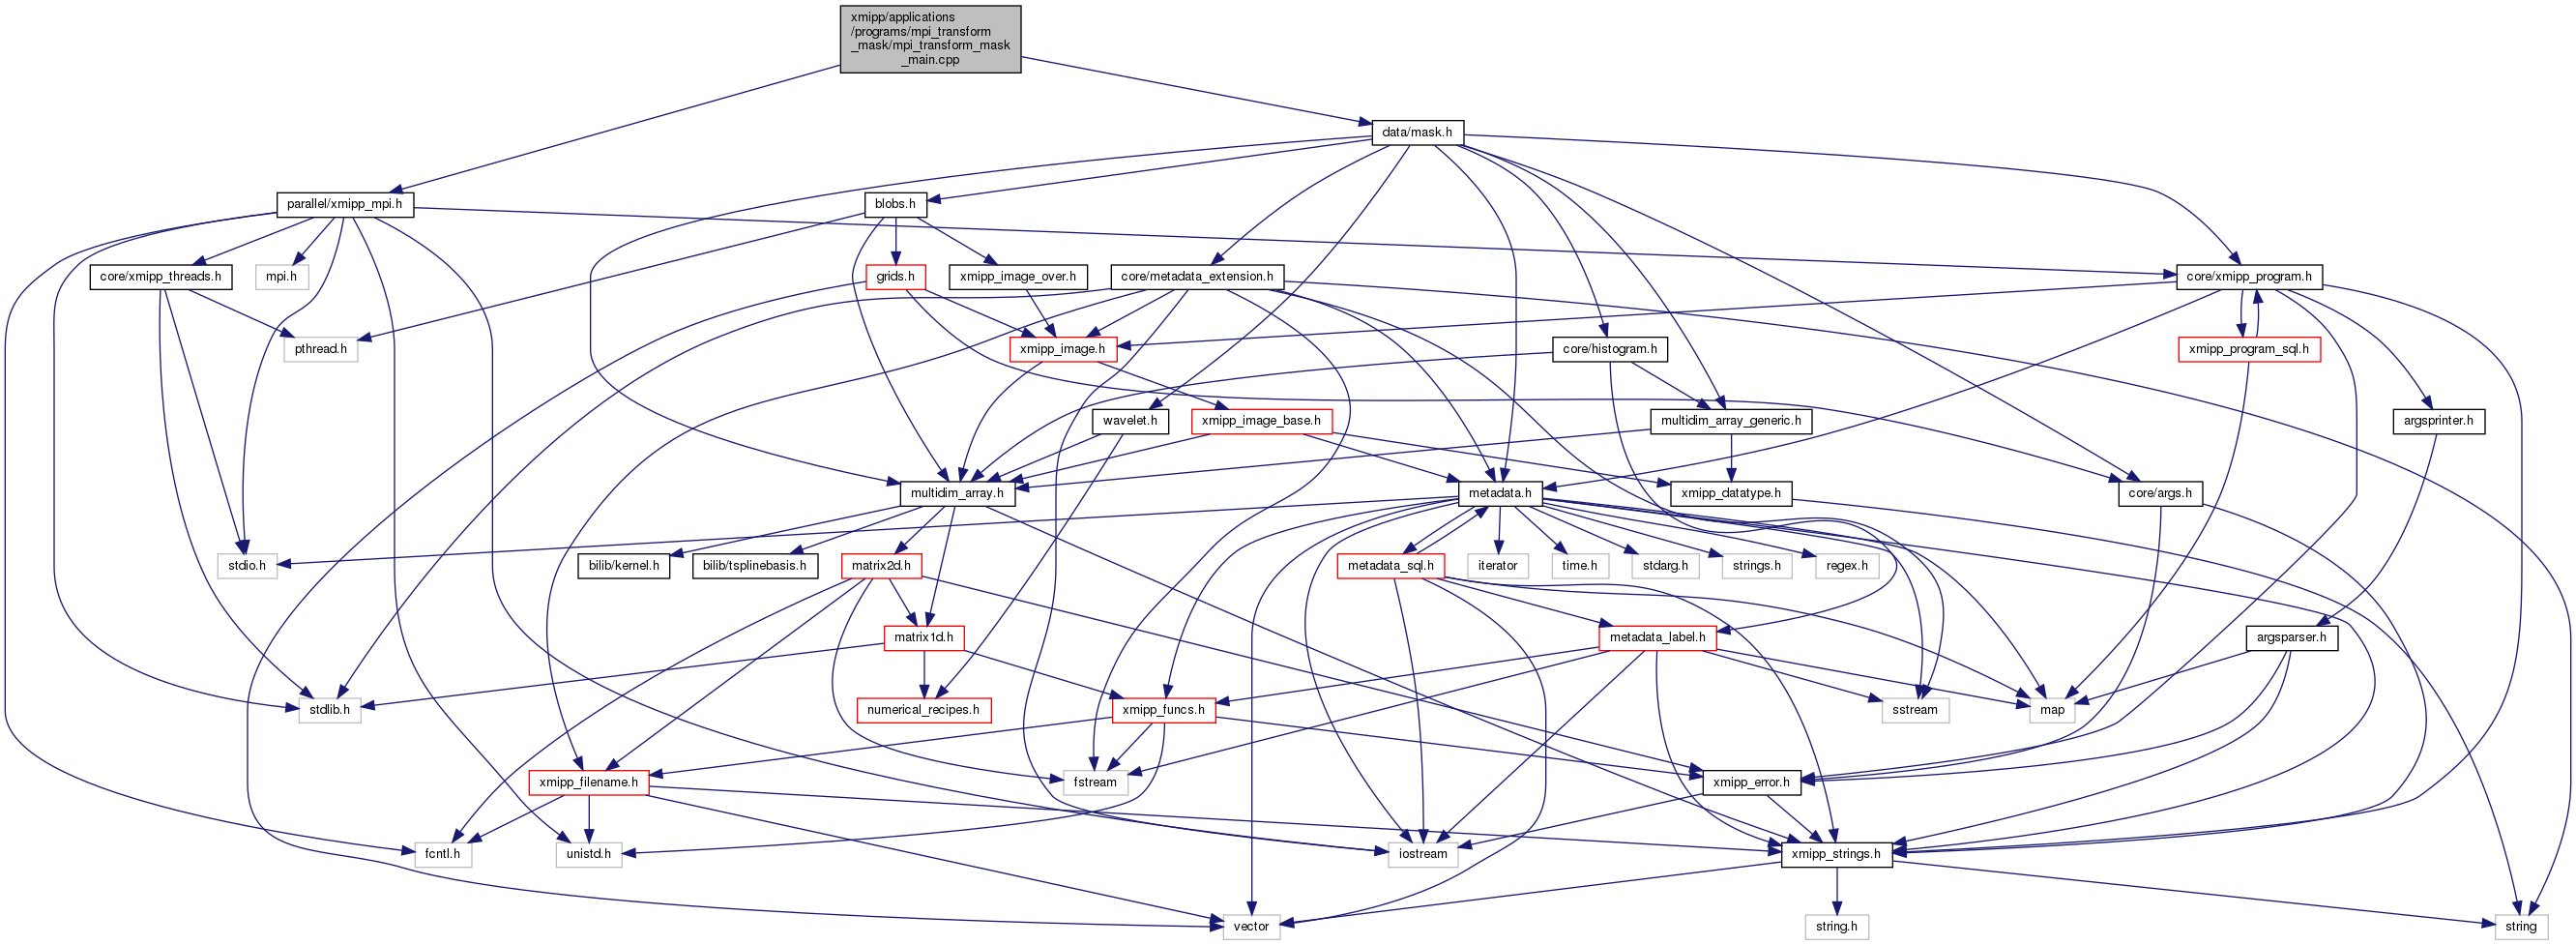 xmipp/applications
/programs/mpi_transform
_mask/mpi_transform_mask
_main.cpp
data/mask.h
parallel/xmipp_mpi.h
blobs.h
core/xmipp_threads.h
mpi.h
grids.h
xmipp_image_over.h
core/metadata_extension.h
core/xmipp_program.h
pthread.h
xmipp_image.h
core/histogram.h
xmipp_program_sql.h
wavelet.h
xmipp_image_base.h
multidim_array_generic.h
argsprinter.h
multidim_array.h
metadata.h
xmipp_datatype.h
core/args.h
stdio.h
bilib/kernel.h
bilib/tsplinebasis.h
matrix2d.h
metadata_sql.h
iterator
time.h
stdarg.h
strings.h
regex.h
matrix1d.h
metadata_label.h
argsparser.h
stdlib.h
numerical_recipes.h
xmipp_funcs.h
sstream
map
xmipp_filename.h
fstream
xmipp_error.h
fcntl.h
unistd.h
iostream
xmipp_strings.h
vector
string.h
string